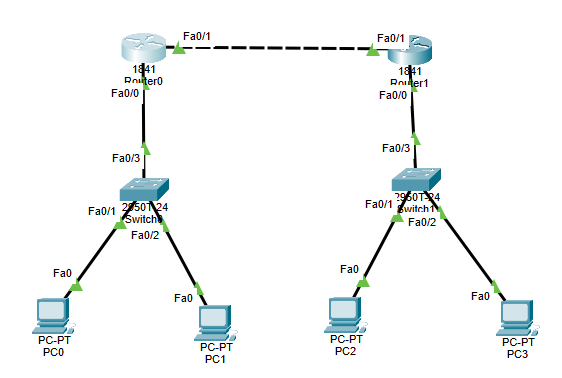 Fa0/1
Fa0/1
1841
Router0
1841
Router1
Fa0/0
Fa0/0
Fa0/3
Fa0/3
2950T-24
Switch0
2950T-24
Switch1
Fa0/1
Fa0/2
Fa0/1
Fa0/2
Fa0
Fa0
Fa0
Fa0
PC-PT
PC0
PC-PT
PC1
PC-PT
PC2
PC-PT
PC3